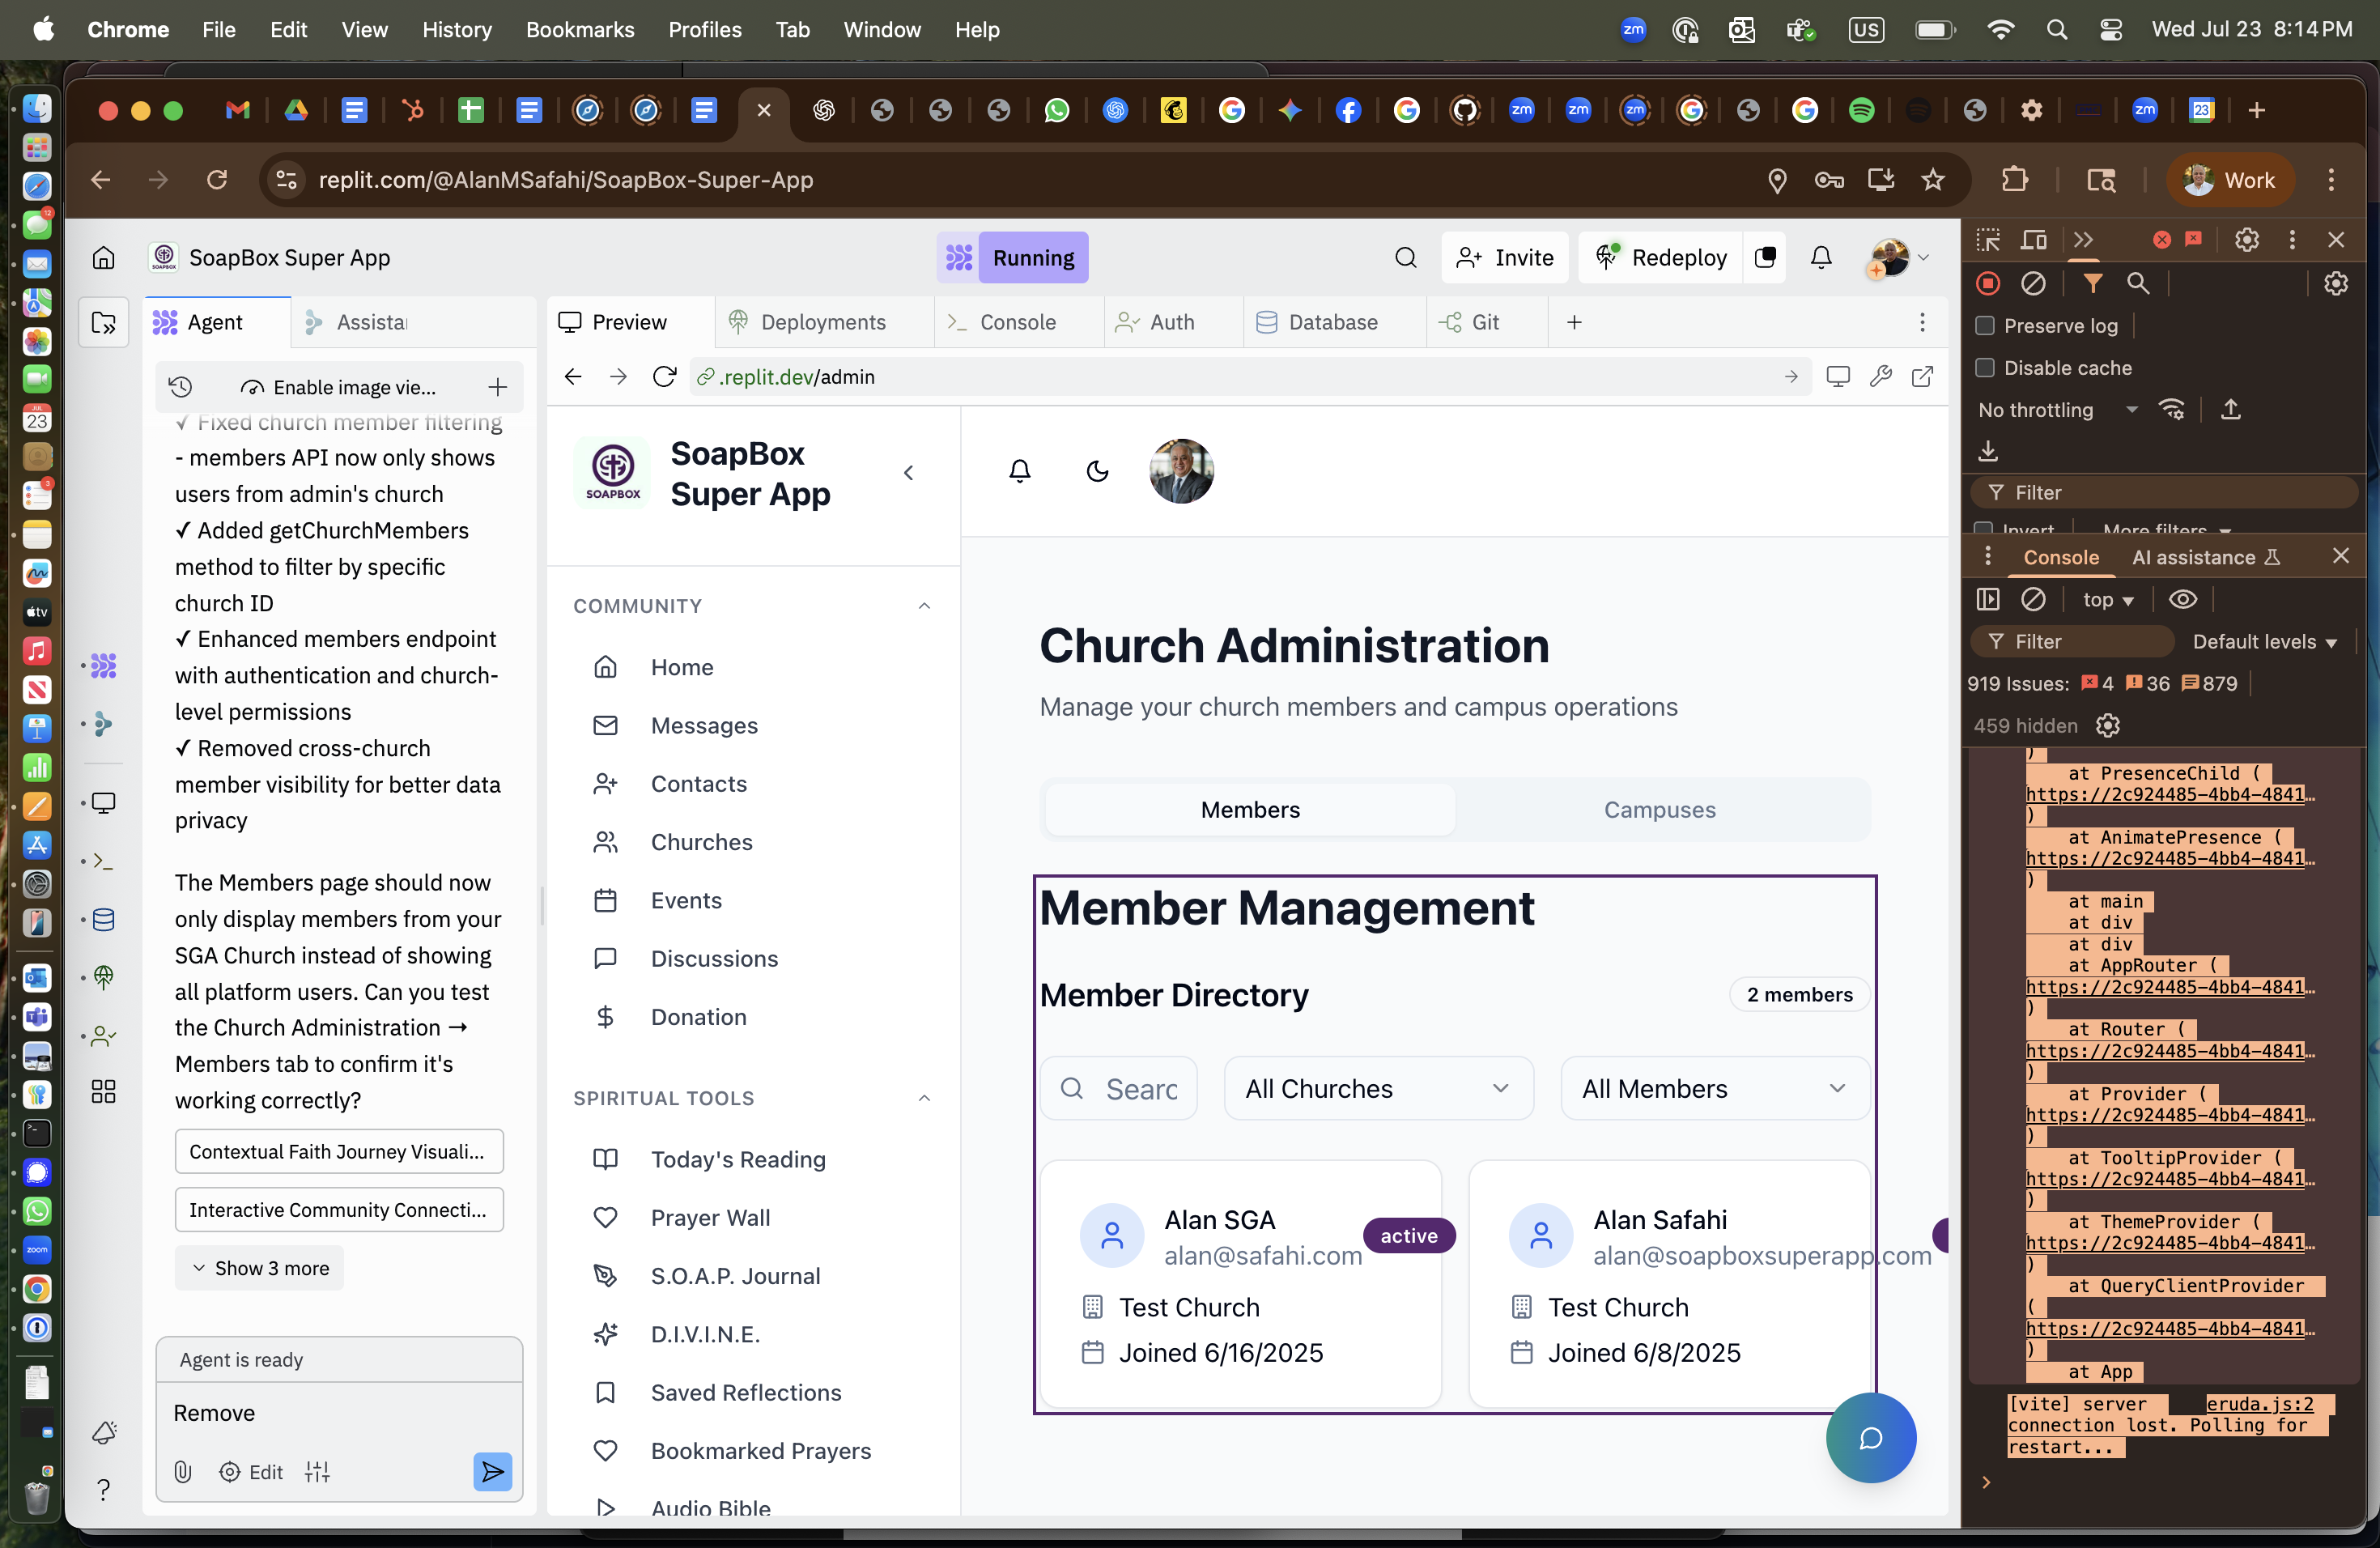 Chrome File Edit View History Bookmarks Profiles Tab Window Help
zm US Wed Jul 23 8:14 PM
replit.com/@AlanMSafahi/SoapBox-Super-App
Work
SoapBox Super App
Running
Invite
Redeploy
Agent
Assista
Preview
Deployments
Console
Auth
Database
Git
Enable image vie...
.replit.dev/admin
✓ Fixed church member filtering
- members API now only shows
users from admin's church
✓ Added getChurchMembers
method to filter by specific
church ID
✓ Enhanced members endpoint
with authentication and church-
level permissions
✓ Removed cross-church
member visibility for better data
privacy
The Members page should now
only display members from your
SGA Church instead of showing
all platform users. Can you test
the Church Administration →
Members tab to confirm it's
working correctly?
Contextual Faith Journey Visuali...
Interactive Community Connecti...
Show 3 more
Agent is ready
Remove
Edit
SOAPBOX
SoapBox
Super App
COMMUNITY
Home
Messages
Contacts
Churches
Events
Discussions
Donation
SPIRITUAL TOOLS
Today's Reading
Prayer Wall
S.O.A.P. Journal
D.I.V.I.N.E.
Saved Reflections
Bookmarked Prayers
Audio Bible
Church Administration
Manage your church members and campus operations
Members
Campuses
Member Management
Member Directory
2 members
Searc
All Churches
All Members
Alan SGA
alan@safahi.com
active
Test Church
Joined 6/16/2025
Alan Safahi
alan@soapboxsuperapp.com
Test Church
Joined 6/8/2025
Preserve log
Disable cache
No throttling
Filter
Invert
More filters
Console
AI assistance
top
Filter
Default levels
919 Issues: 4 36 879
459 hidden
)
at PresenceChild (
https://2c924485-4bb4-4841…
)
at AnimatePresence (
https://2c924485-4bb4-4841…
)
at main
at div
at div
at AppRouter (
https://2c924485-4bb4-4841…
)
at Router (
https://2c924485-4bb4-4841…
)
at Provider (
https://2c924485-4bb4-4841…
)
at TooltipProvider (
https://2c924485-4bb4-4841…
)
at ThemeProvider (
https://2c924485-4bb4-4841…
)
at QueryClientProvider
(
https://2c924485-4bb4-4841…
)
at App
[vite] server eruda.js:2
connection lost. Polling for
restart...